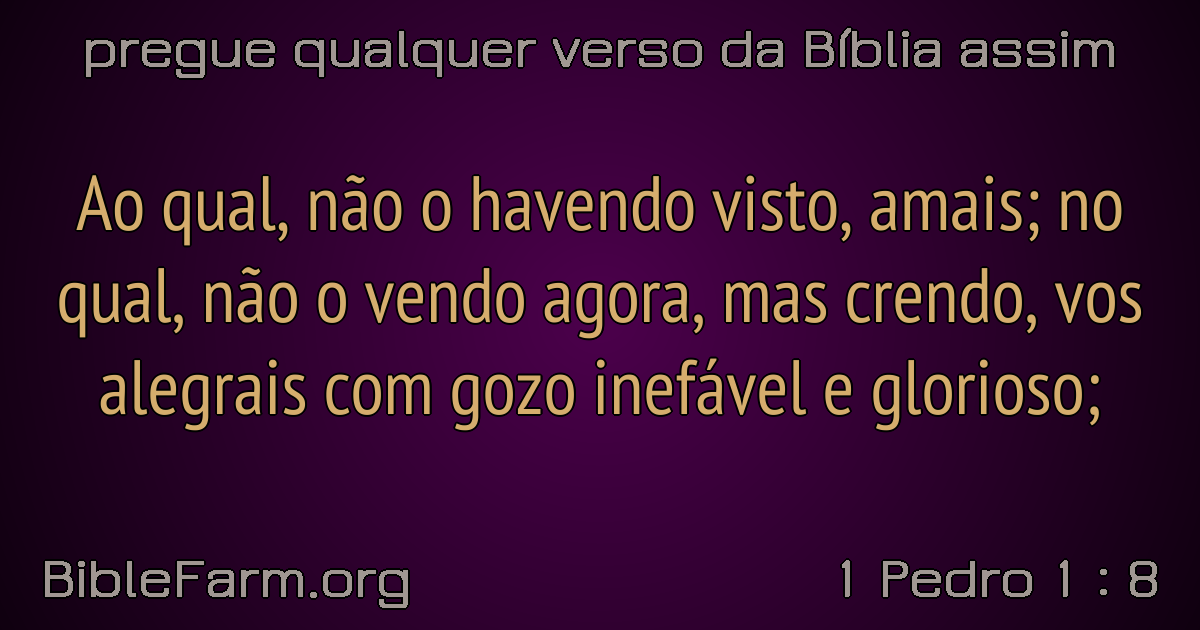 pregue qualquer verso da Bíblia assim
Ao qual, não o havendo visto, amais; no
qual, não o vendo agora, mas crendo, vos
alegrais com gozo inefável e glorioso;
BibleFarm.org
1 Pedro 1 : 8